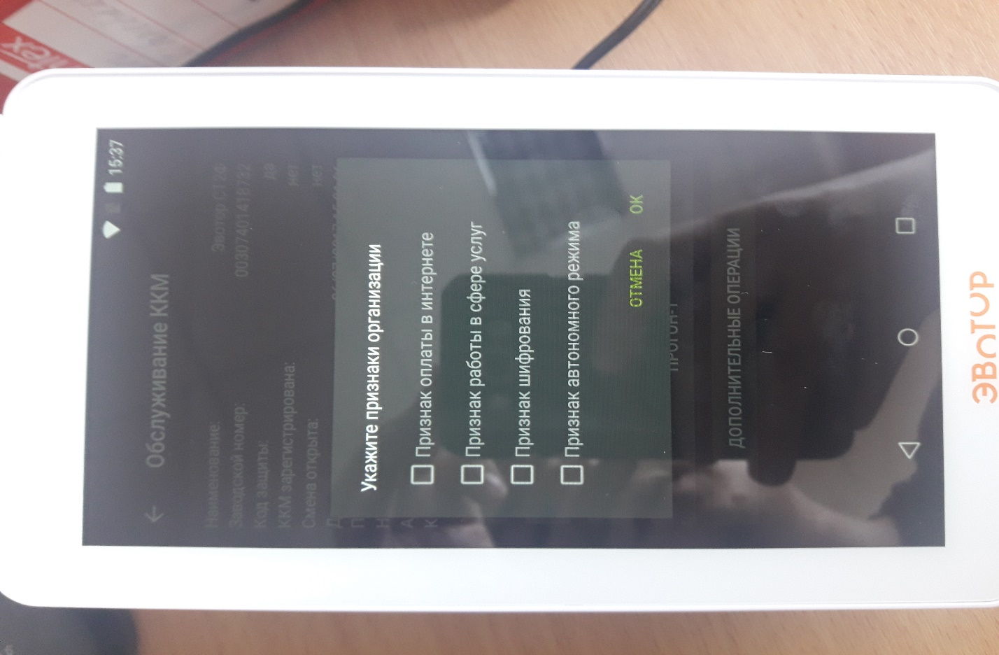 15:37
← Обслуживание ККМ
Наименование: Эвотор СТ2Ф
Заводской номер: 00307401418722
Код защиты: да
ККМ зарегистрирована: нет
Смена открыта: нет
Укажите признаки организации
Признак оплаты в интернете
Признак работы в сфере услуг
Признак шифрования
Признак автономного режима
ОТМЕНА ОК
ПРОГОН-1
ДОПОЛНИТЕЛЬНЫЕ ОПЕРАЦИИ
ЭВОТОР